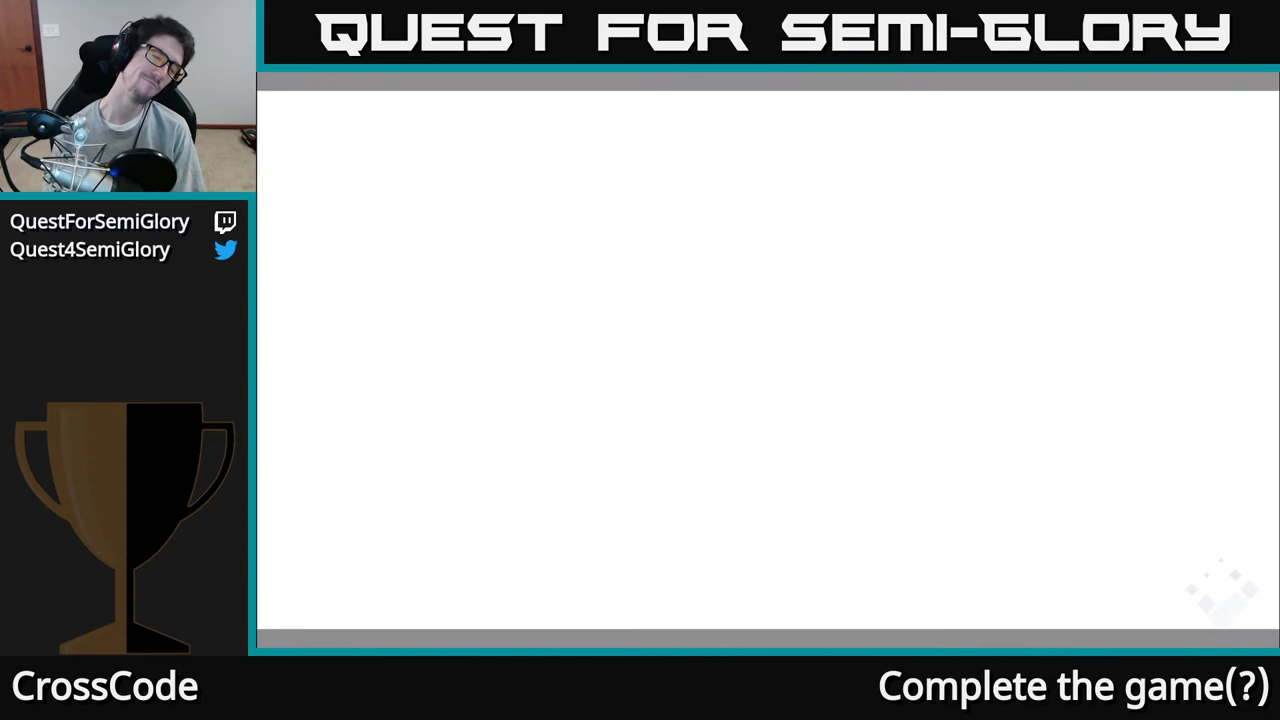 QUEST FOR SEMI-GLORY
QuestForSemiGlory
Quest4SemiGlory
CrossCode
Complete the game(?)